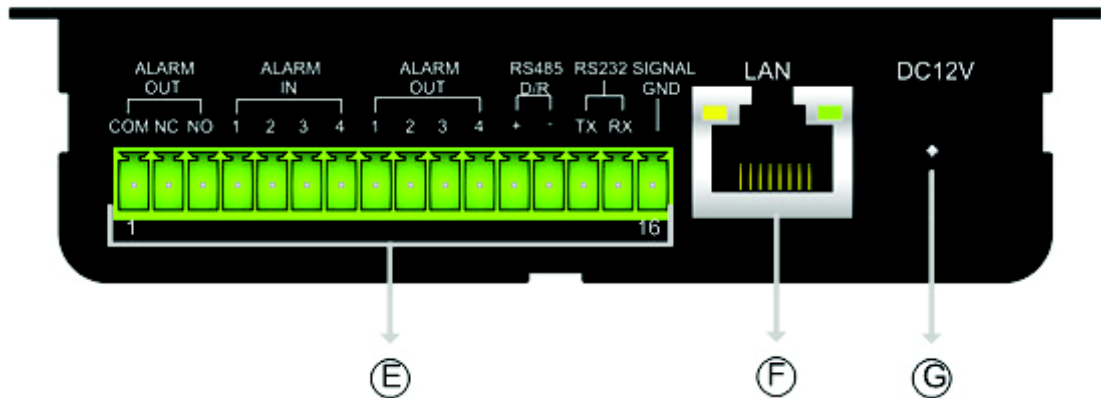 ALARM OUT ALARM IN ALARM OUT RS485 D/R RS232 SIGNAL GND LAN DC12V
COM NC NO 1 2 3 4 1 2 3 4 + - TX RX
1 16
E F G